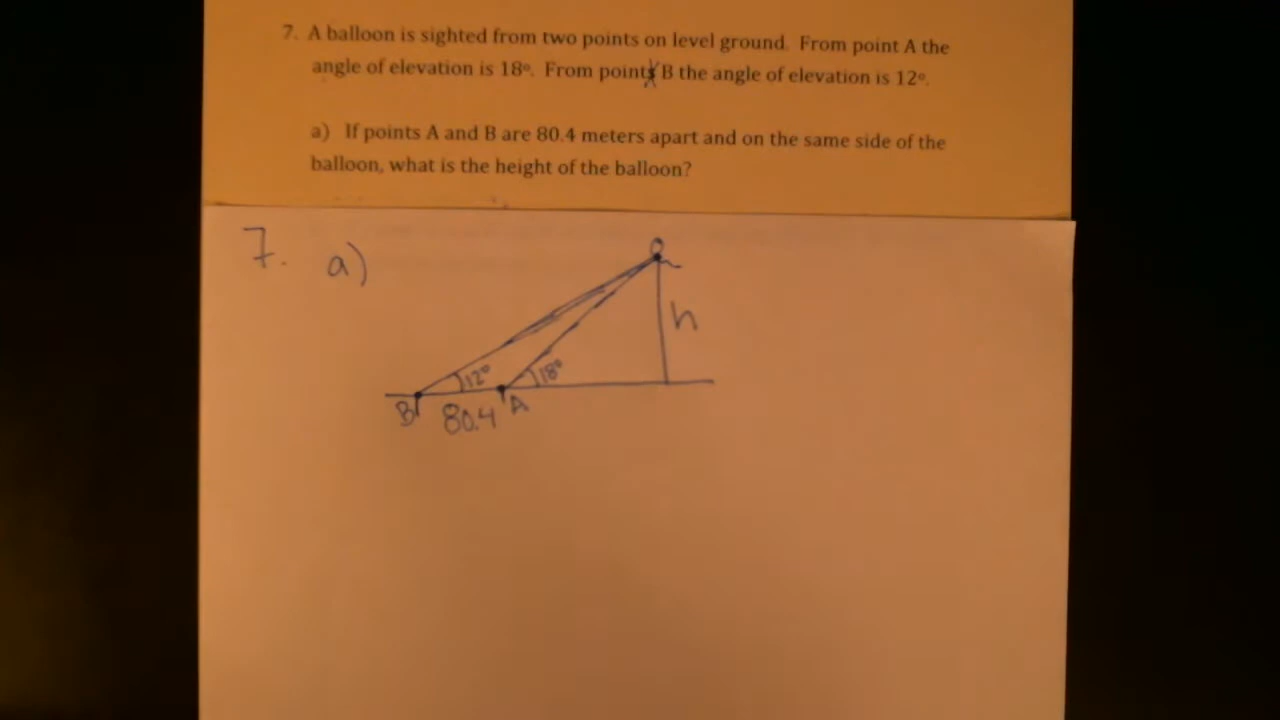 7. A balloon is sighted from two points on level ground. From point A the
angle of elevation is 18°. From points B the angle of elevation is 12°.
a) If points A and B are 80.4 meters apart and on the same side of the
balloon, what is the height of the balloon?
7. a)
h
12° 18°
B 80.4 A